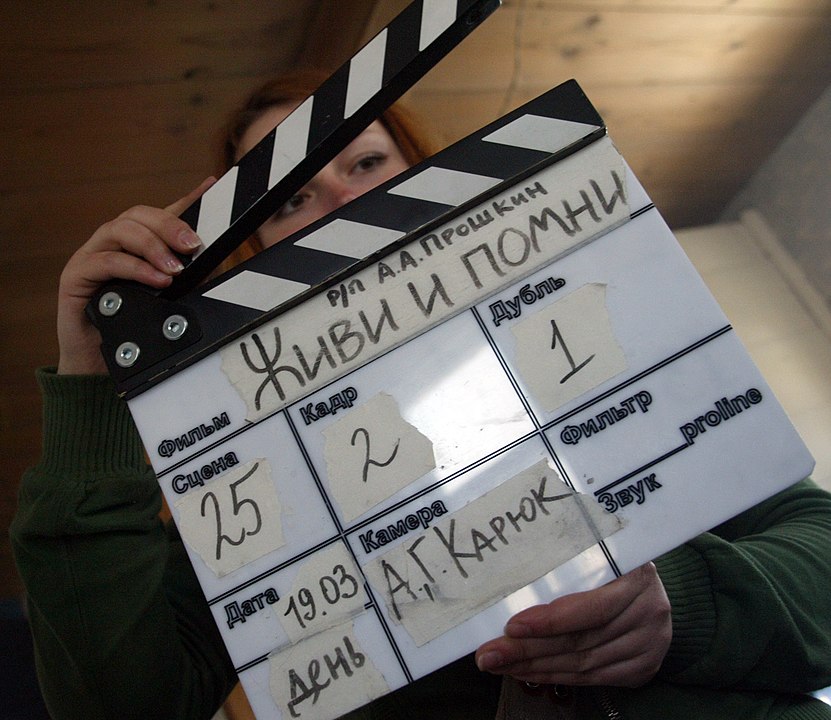 р/п А.А.Прошкин
Фильм Живи и помни
Сцена 25
Кадр 2
Дубль 1
Дата 19.03
день
Камера А.Г.Карюк
Фильтр
Звук
proline